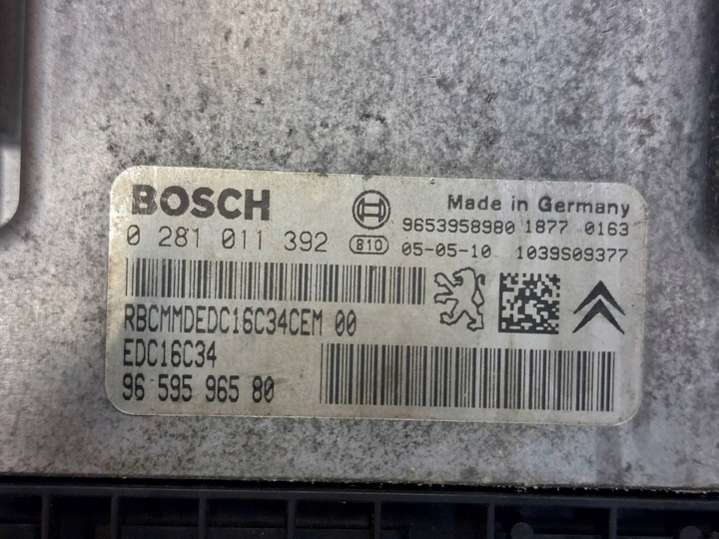 BOSCH
Made in Germany
9653958980 1877 0163
0 281 011 392
810
05-05-10 1039S09377
RBCMMDEDC16C34CEM 00
EDC16C34
96 595 965 80